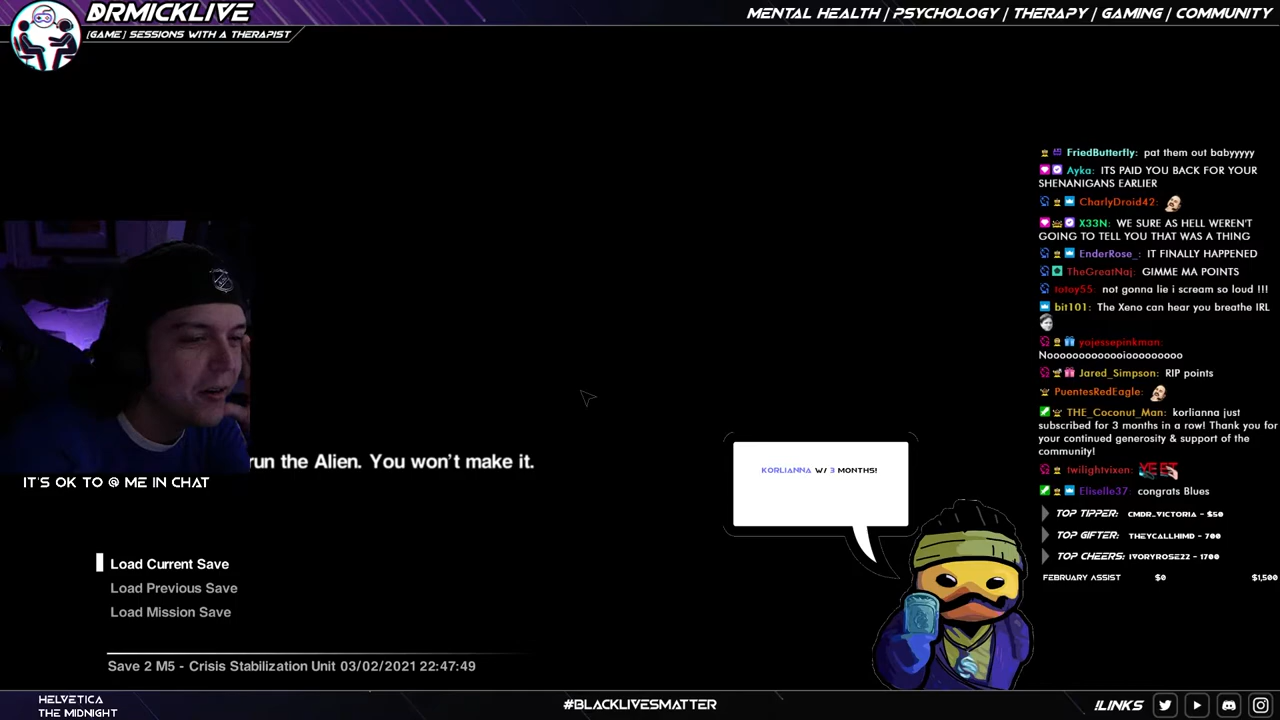 DRMICKLIVE
[GAME] SESSIONS WITH A THERAPIST
MENTAL HEALTH | PSYCHOLOGY | THERAPY | GAMING | COMMUNITY
FriedButterfly: pat them out babyyyyy
Ayka: ITS PAID YOU BACK FOR YOUR
SHENANIGANS EARLIER
CharlyDroid42:
X33N: WE SURE AS HELL WEREN'T
GOING TO TELL YOU THAT WAS A THING
EnderRose_: IT FINALLY HAPPENED
TheGreatNaj: GIMME MA POINTS
totoy55: not gonna lie i scream so loud !!!
bit101: The Xeno can hear you breathe IRL
yojessepinkman:
Nooooooooooooiooooooooo
Jared_Simpson: RIP points
PuentesRedEagle:
THE_Coconut_Man: korlianna just
subscribed for 3 months in a row! Thank you for
your continued generosity & support of the
community!
twilightvixen: YEET
Eliselle37: congrats Blues
TOP TIPPER: CMDR_VICTORIA - $50
TOP GIFTER: THEYCALLHIMD - 700
TOP CHEERS: IVORYROSE22 - 1700
FEBRUARY ASSIST $0 $1,500
run the Alien. You won't make it.
IT'S OK TO @ ME IN CHAT
KORLIANNA W/ 3 MONTHS!
Load Current Save
Load Previous Save
Load Mission Save
Save 2 M5 - Crisis Stabilization Unit 03/02/2021 22:47:49
HELVETICA
THE MIDNIGHT
#BLACKLIVESMATTER
!LINKS